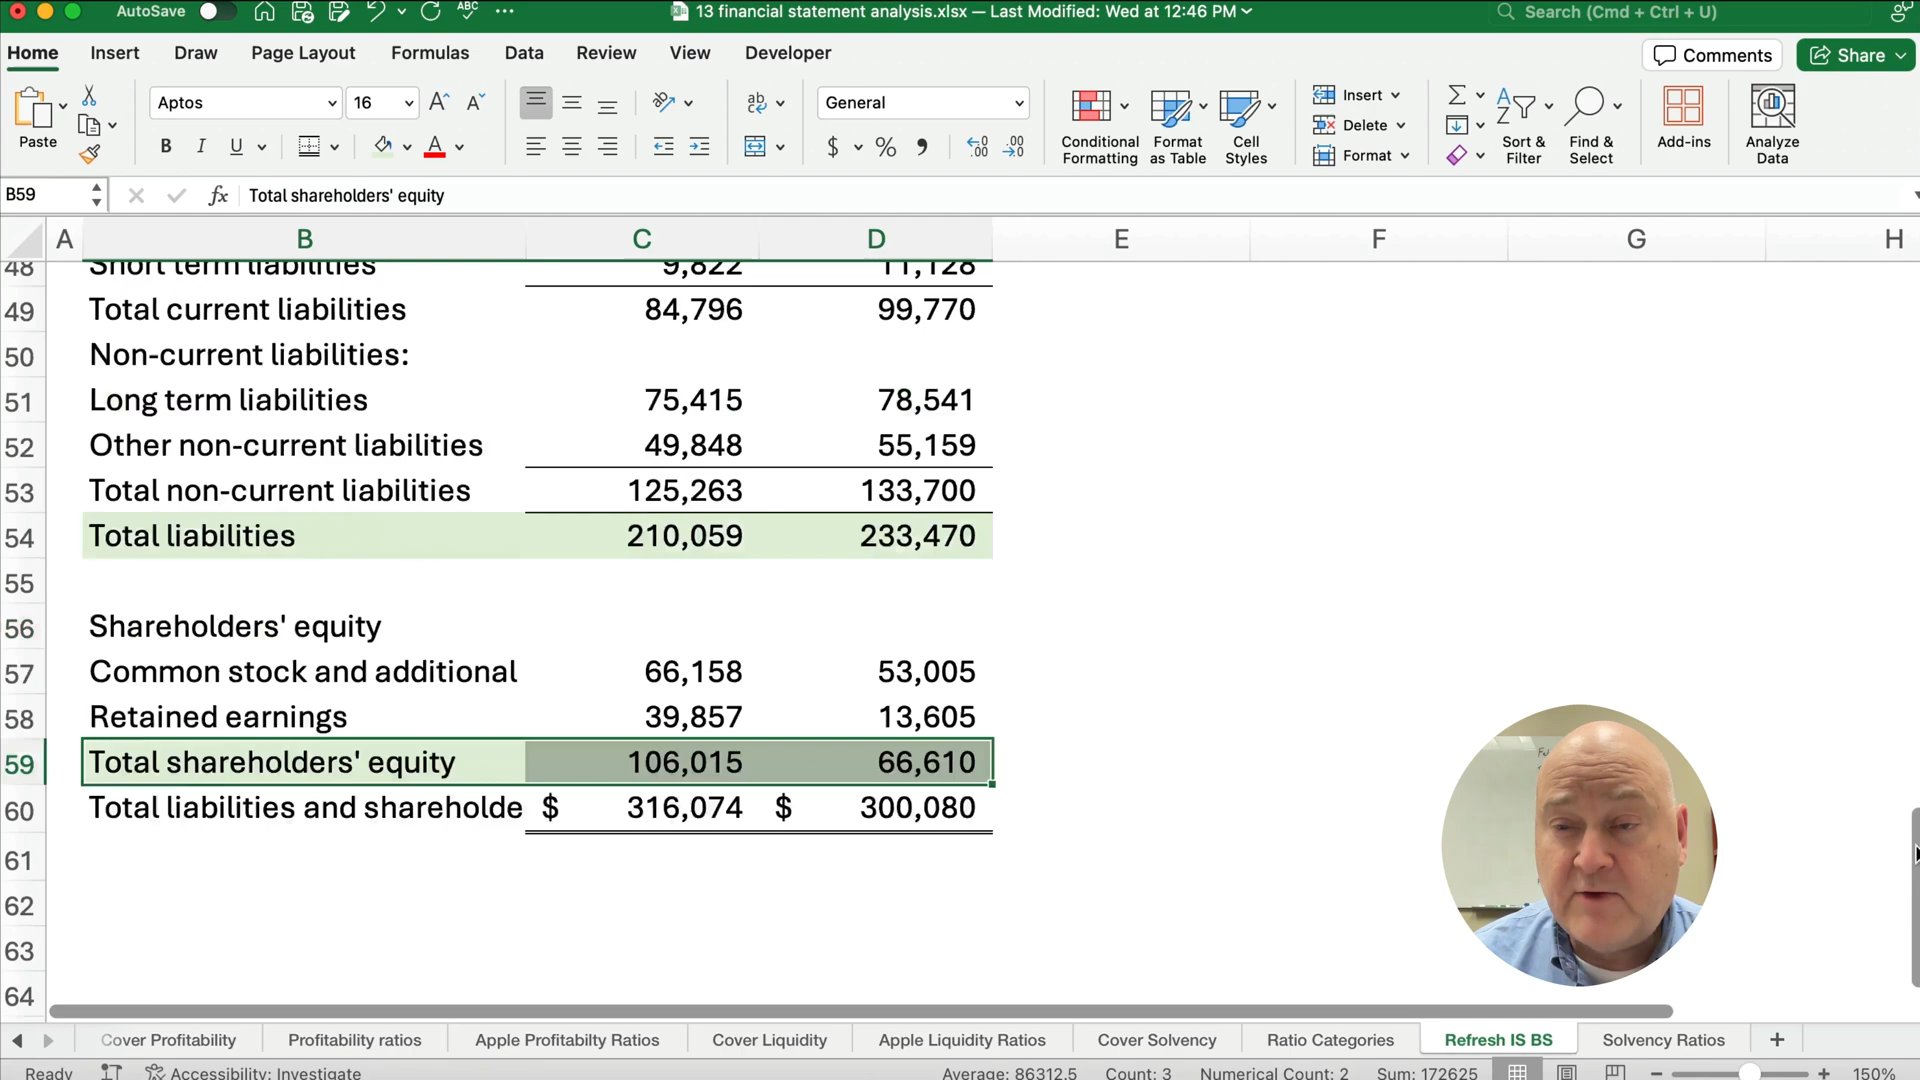 AutoSave
13 financial statement analysis.xlsx — Last Modified: Wed at 12:46 PM
Search (Cmd + Ctrl + U)
Home Insert Draw Page Layout Formulas Data Review View Developer
Comments
Share
Paste
Aptos
16
General
Conditional Formatting
Format as Table
Cell Styles
Insert
Delete
Format
Sort & Filter
Find & Select
Add-ins
Analyze Data
B59
fx Total shareholders' equity
A B C D E F G H
48 Short term liabilities 9,822 11,128
49 Total current liabilities 84,796 99,770
50 Non-current liabilities:
51 Long term liabilities 75,415 78,541
52 Other non-current liabilities 49,848 55,159
53 Total non-current liabilities 125,263 133,700
54 Total liabilities 210,059 233,470
55
56 Shareholders' equity
57 Common stock and additional 66,158 53,005
58 Retained earnings 39,857 13,605
59 Total shareholders' equity 106,015 66,610
60 Total liabilities and shareholde $ 316,074 $ 300,080
61
62
63
64
Cover Profitability Profitability ratios Apple Profitabilty Ratios Cover Liquidity Apple Liquidity Ratios Cover Solvency Ratio Categories Refresh IS BS Solvency Ratios +
Ready Accessibility: Investigate Average: 86312.5 Count: 3 Numerical Count: 2 Sum: 172625 150%